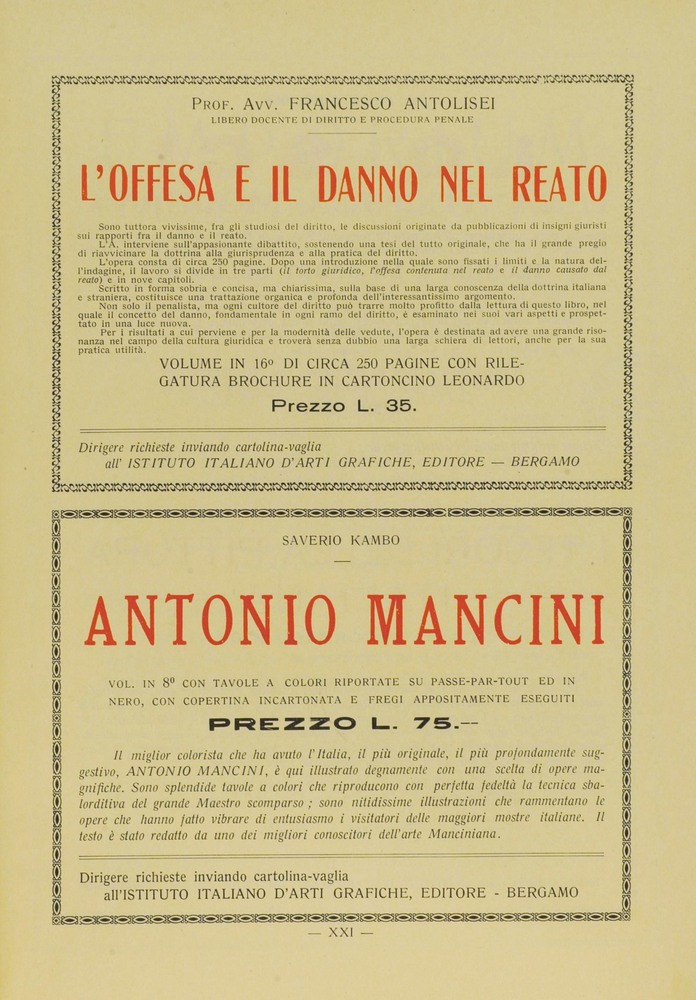 PROF. AVV. FRANCESCO ANTOLISEI
LIBERO DOCENTE DI DIRITTO E PROCEDURA PENALE
L'OFFESA E IL DANNO NEL REATO
Sono tuttora vivissime, fra gli studiosi del diritto, le discussioni originate da pubblicazioni di insigni giuristi
sui rapporti fra il danno e il reato.
L'A. interviene sull'appasionante dibattito, sostenendo una tesi del tutto originale, che ha il grande pregio
di riavvicinare la dottrina alla giurisprudenza e alla pratica del diritto.
L'opera consta di circa 250 pagine. Dopo una introduzione nella quale sono fissati i limiti e la natura del-
l'indagine, il lavoro si divide in tre parti (il torto giuridico, l'offesa contenuta nel reato e il danno causato dal
reato) e in nove capitoli.
Scritto in forma sobria e concisa, ma chiarissima, sulla base di una larga conoscenza della dottrina italiana
e straniera, costituisce una trattazione organica e profonda dell'interessantissimo argomento.
Non solo il penalista, ma ogni cultore del diritto può trarre molto profitto dalla lettura di questo libro, nel
quale il concetto del danno, fondamentale in ogni ramo del diritto, è esaminato nei suoi vari aspetti e prospet-
tato in una luce nuova.
Per i risultati a cui perviene e per la modernità delle vedute, l'opera è destinata ad avere una grande riso-
nanza nel campo della cultura giuridica e troverà senza dubbio una larga schiera di lettori, anche per la sua
pratica utilità.
VOLUME IN 16º DI CIRCA 250 PAGINE CON RILE-
GATURA BROCHURE IN CARTONCINO LEONARDO
Prezzo L. 35.
Dirigere richieste inviando cartolina-vaglia
all' ISTITUTO ITALIANO D'ARTI GRAFICHE, EDITORE — BERGAMO
SAVERIO KAMBO
ANTONIO MANCINI
VOL. IN 8º CON TAVOLE A COLORI RIPORTATE SU PASSE-PAR-TOUT ED IN
NERO, CON COPERTINA INCARTONATA E FREGI APPOSITAMENTE ESEGUITI
PREZZO L. 75.--
Il miglior colorista che ha avuto l'Italia, il più originale, il più profondamente sug-
gestivo, ANTONIO MANCINI, è qui illustrato degnamente con una scelta di opere ma-
gnifiche. Sono splendide tavole a colori che riproducono con perfetta fedeltà la tecnica sba-
lorditiva del grande Maestro scomparso ; sono nitidissime illustrazioni che rammentano le
opere che hanno fatto vibrare di entusiasmo i visitatori delle maggiori mostre italiane. Il
testo è stato redatto da uno dei migliori conoscitori dell'arte Manciniana.
Dirigere richieste inviando cartolina-vaglia
all'ISTITUTO ITALIANO D'ARTI GRAFICHE, EDITORE - BERGAMO
— XXI —